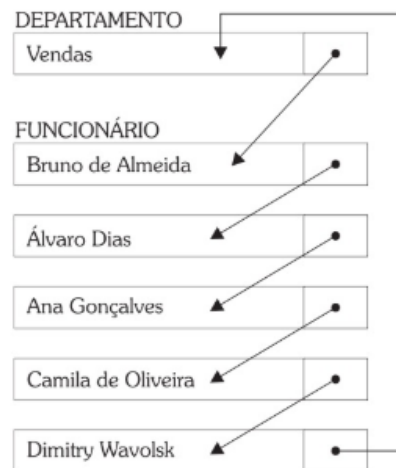 DEPARTAMENTO
Vendas
FUNCIONÁRIO
Bruno de Almeida
Álvaro Dias
Ana Gonçalves
Camila de Oliveira
Dimitry Wavolsk